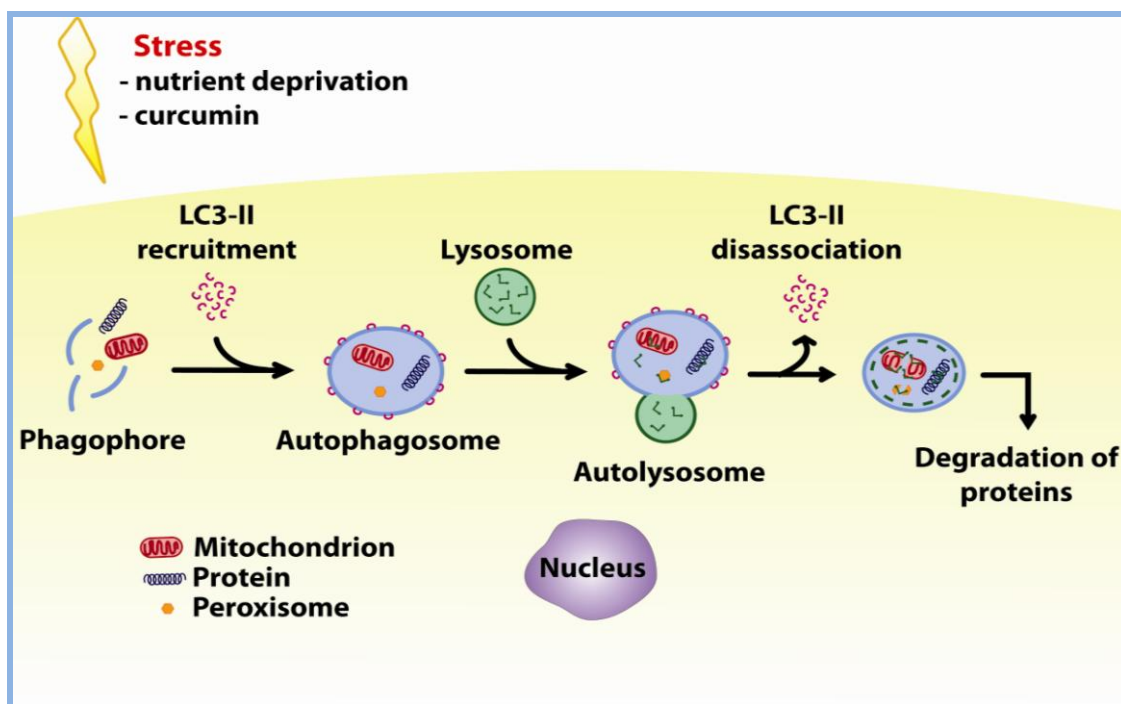 Stress
- nutrient deprivation
- curcumin
LC3-II
recruitment
Lysosome
LC3-II
disassociation
Phagophore
Autophagosome
Autolysosome
Degradation of
proteins
Mitochondrion
Protein
Peroxisome
Nucleus